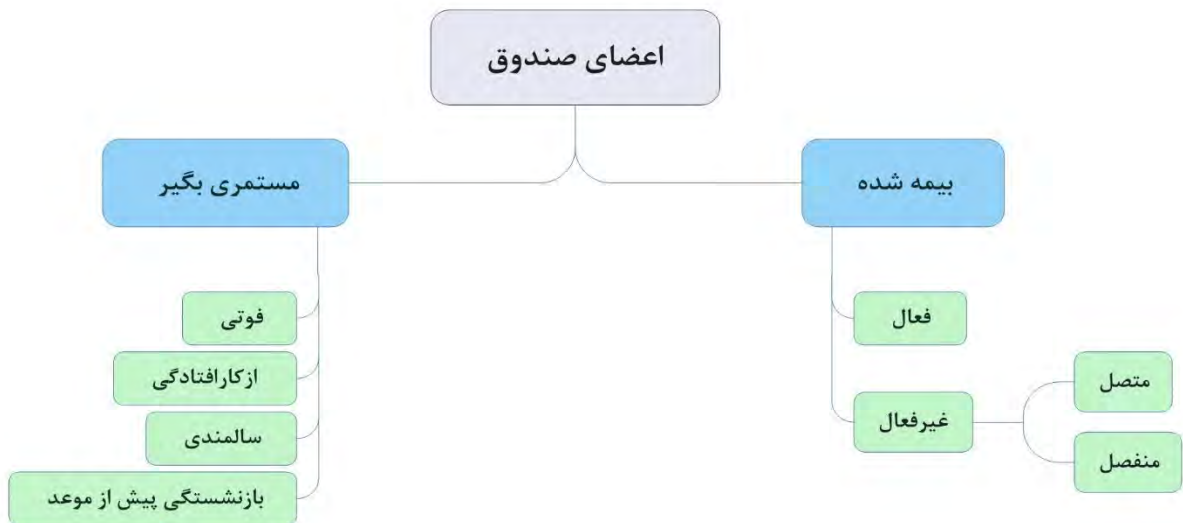 اعضای صندوق
بیمه شده
فعال
غیرفعال
متصل
منفصل
مستمری بگیر
فوتی
ازکارافتادگی
سالمندی
بازنشستگی پیش از موعد